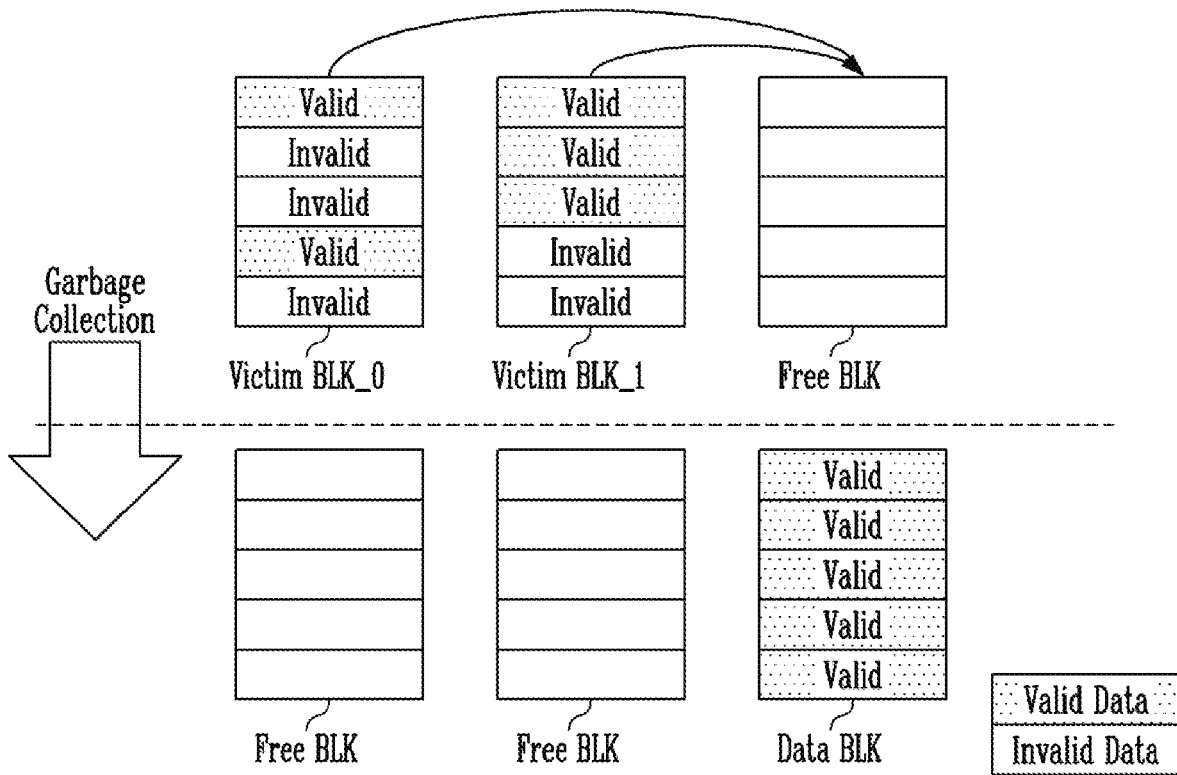 Valid
Invalid
Invalid
Valid
Invalid
Victim BLK_0
Valid
Valid
Valid
Invalid
Invalid
Victim BLK_1
Free BLK
Garbage
Collection
Free BLK
Free BLK
Valid
Valid
Valid
Valid
Valid
Data BLK
Valid Data
Invalid Data